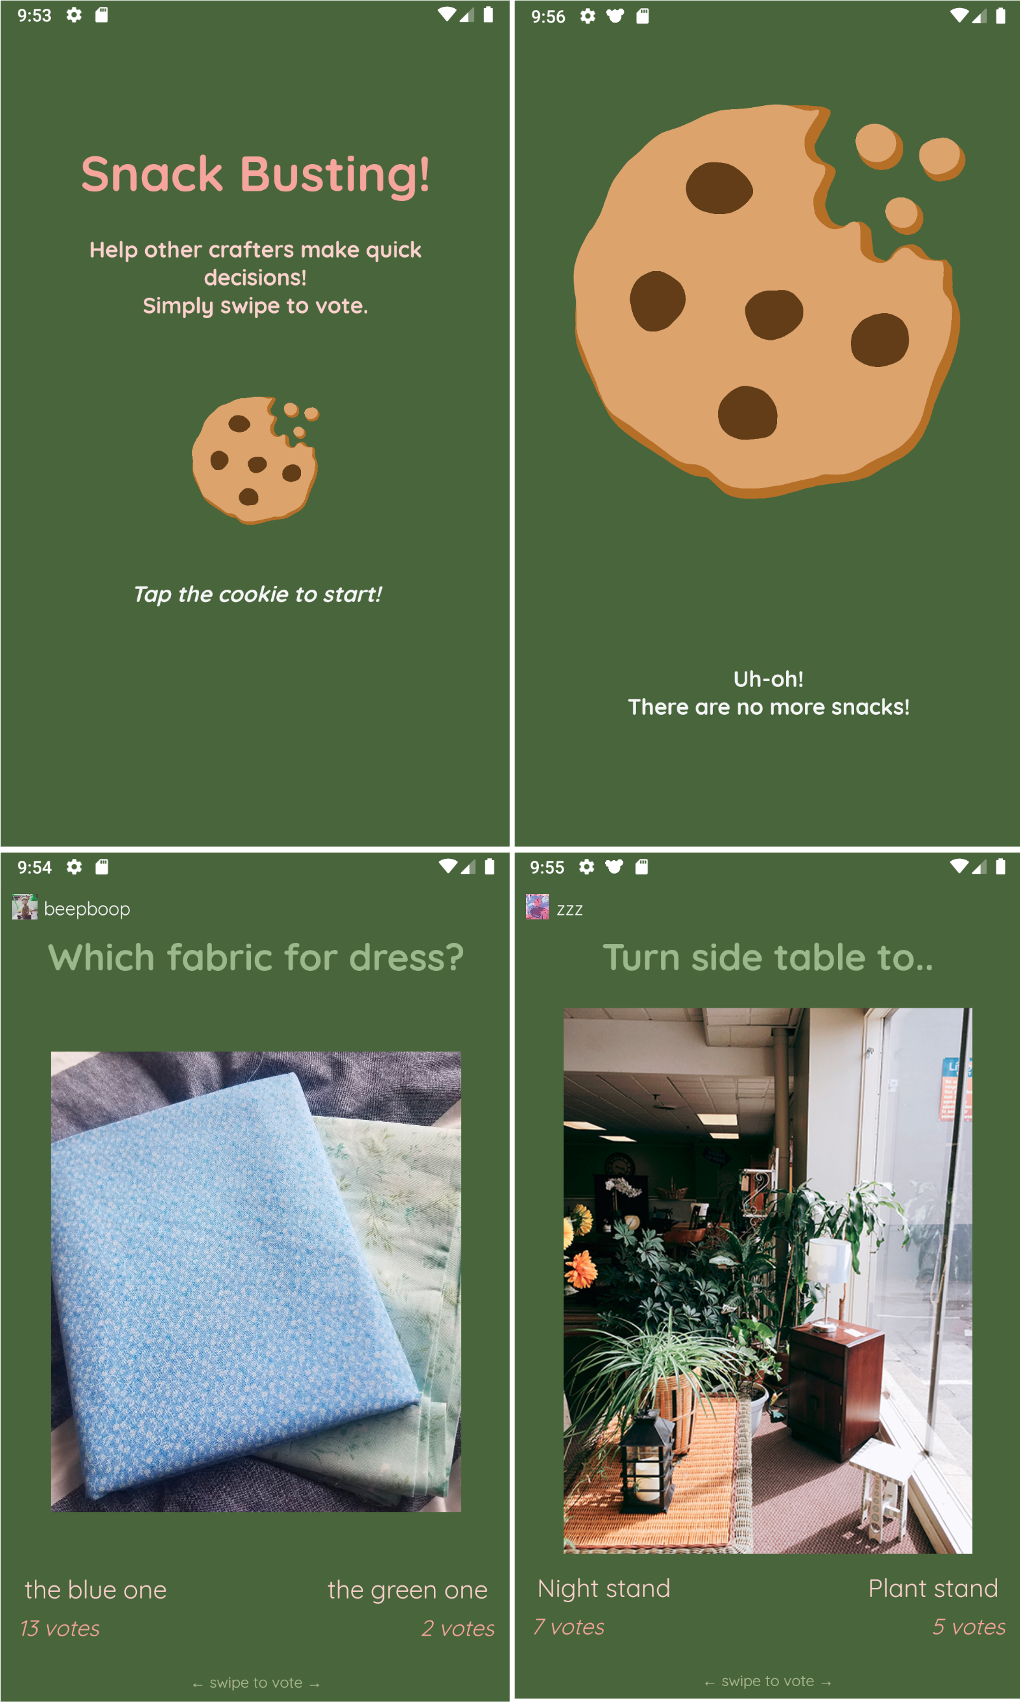 9:53
Snack Busting!
Help other crafters make quick
decisions!
Simply swipe to vote.
Tap the cookie to start!
9:56
Uh-oh!
There are no more snacks!
9:54
beepboop
Which fabric for dress?
the blue one
the green one
13 votes
2 votes
← swipe to vote →
9:55
zzz
Turn side table to..
Night stand
Plant stand
7 votes
5 votes
← swipe to vote →